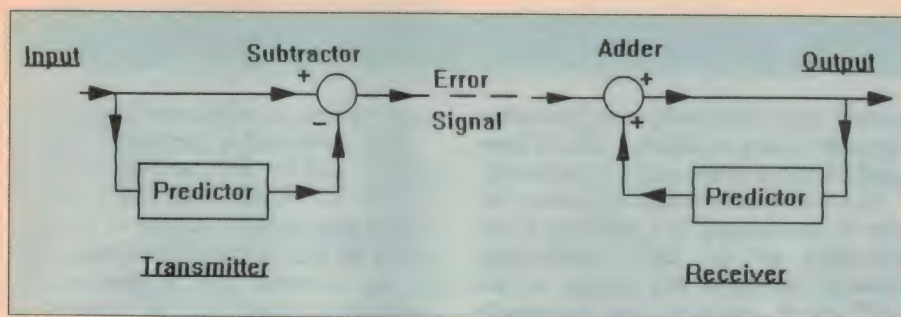 Input
Subtractor
Adder
Output
+
Error
+
−
Signal
+
Predictor
Predictor
Transmitter
Receiver